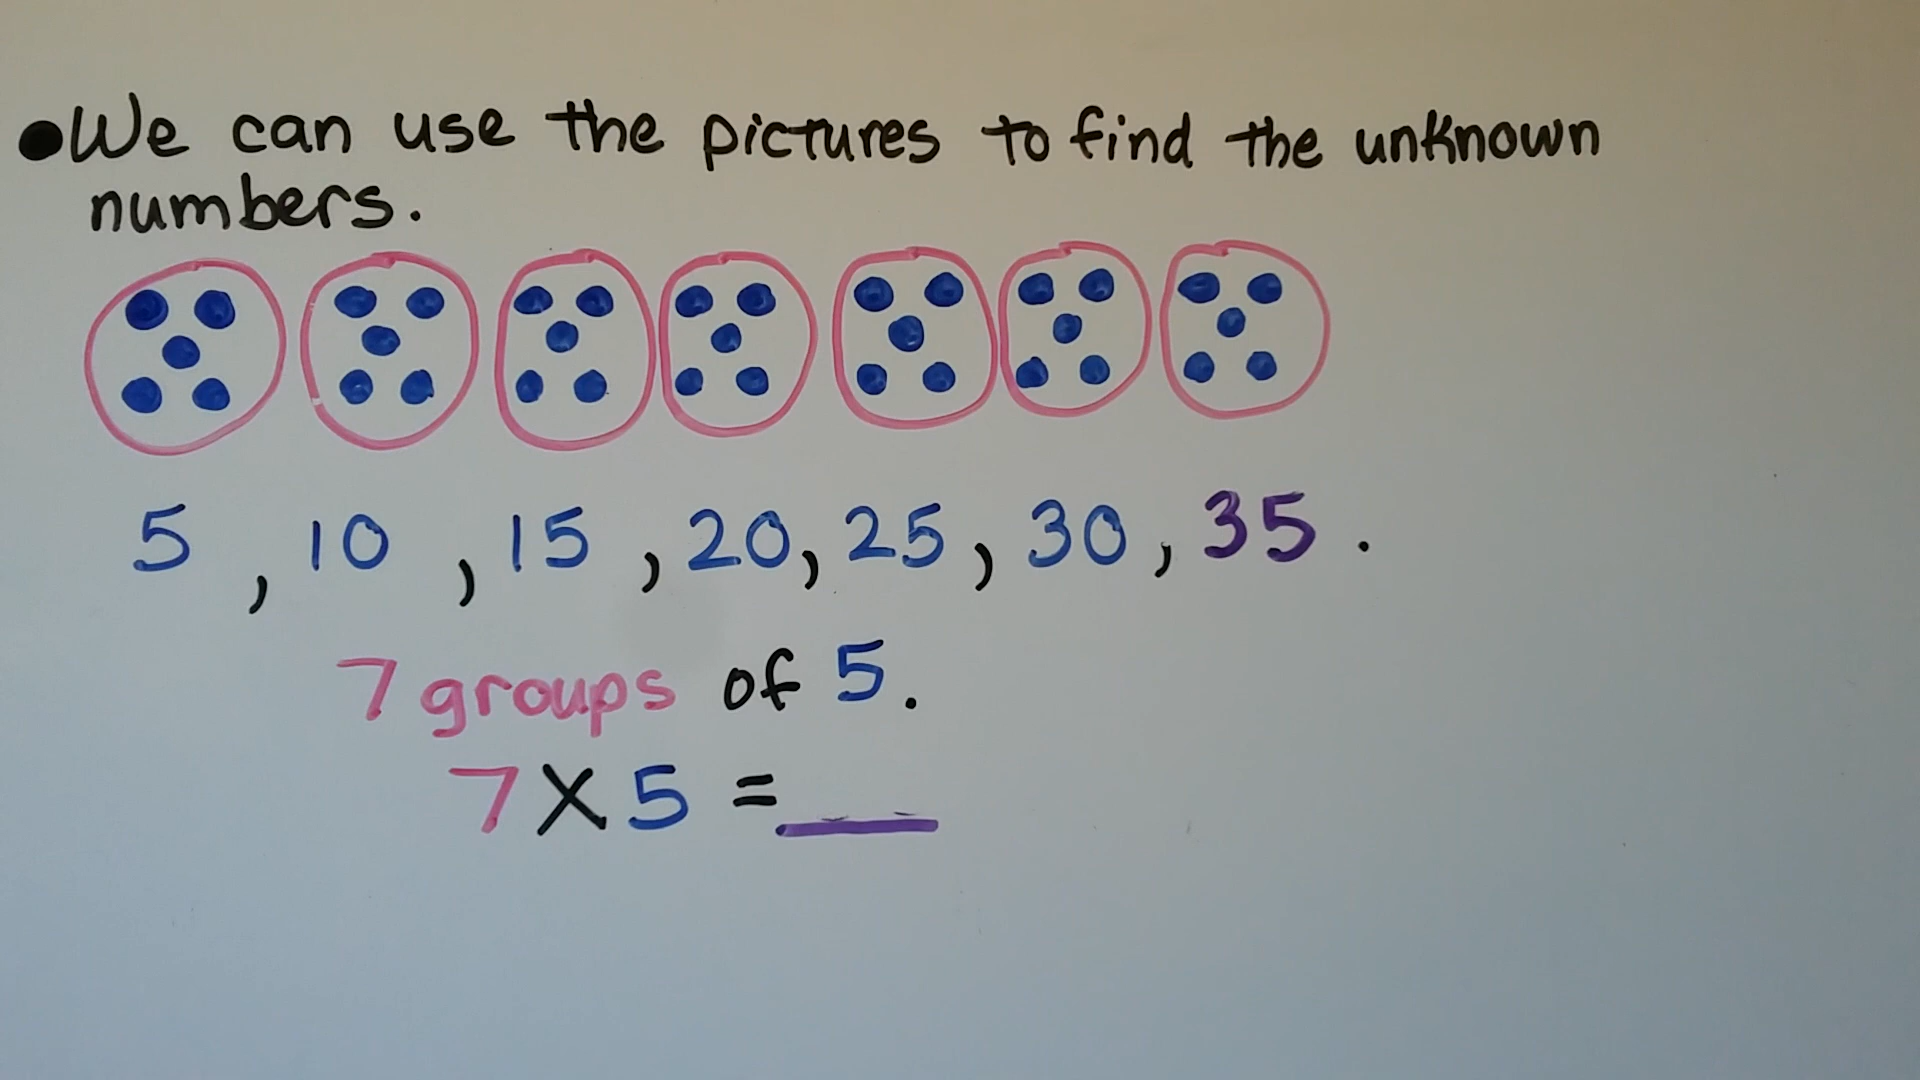 •We can use the pictures to find the unknown
numbers.
5, 10, 15, 20, 25, 30, 35.
7 groups of 5.
7 X 5 = __